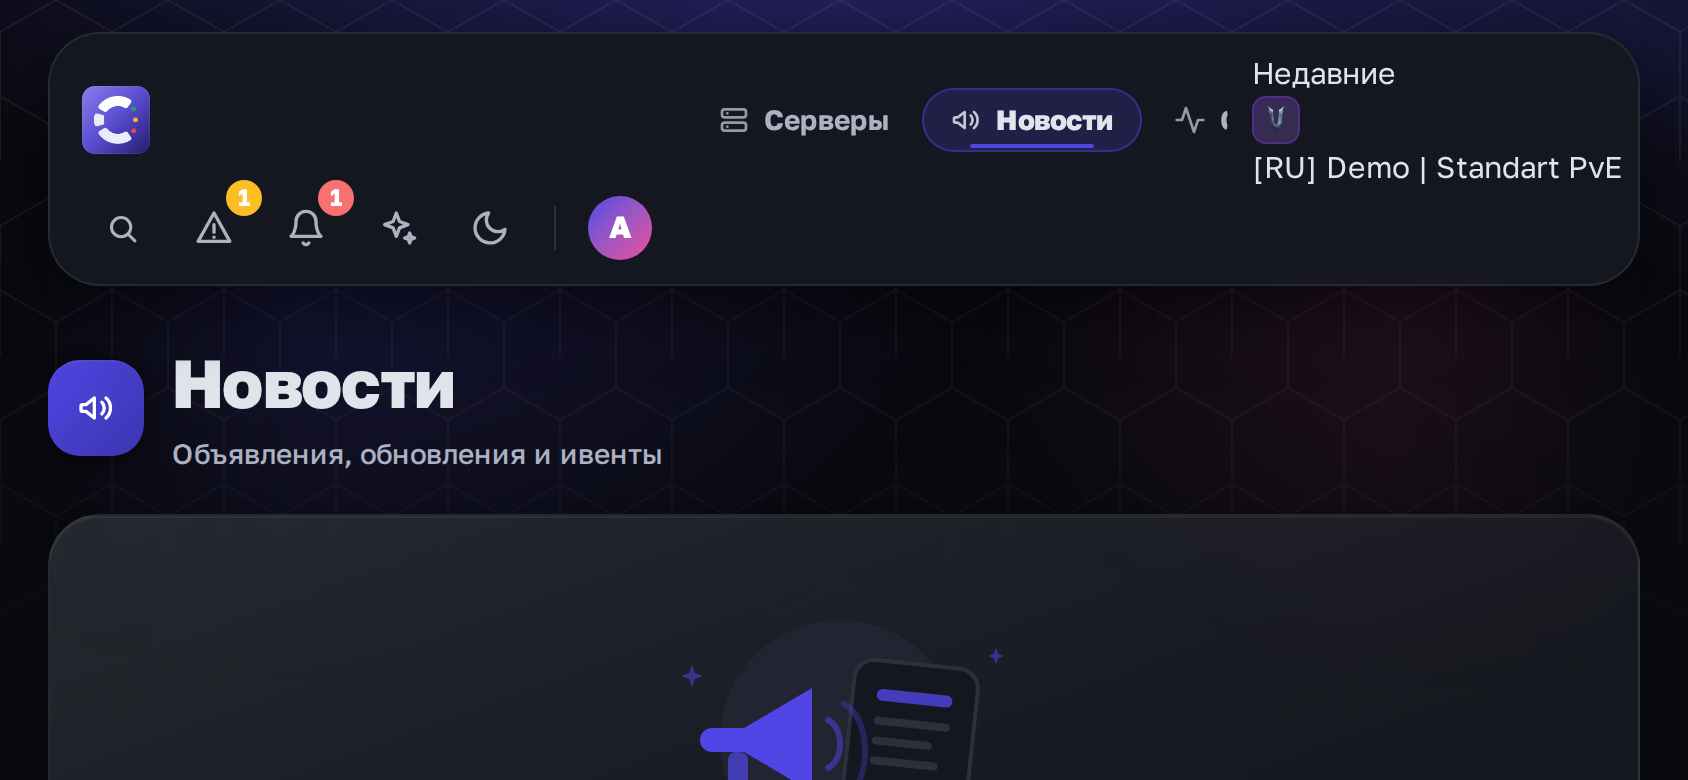 Недавние
Серверы
Новости
[RU] Demo | Standart PvE
1
1
A
Новости
Объявления, обновления и ивенты